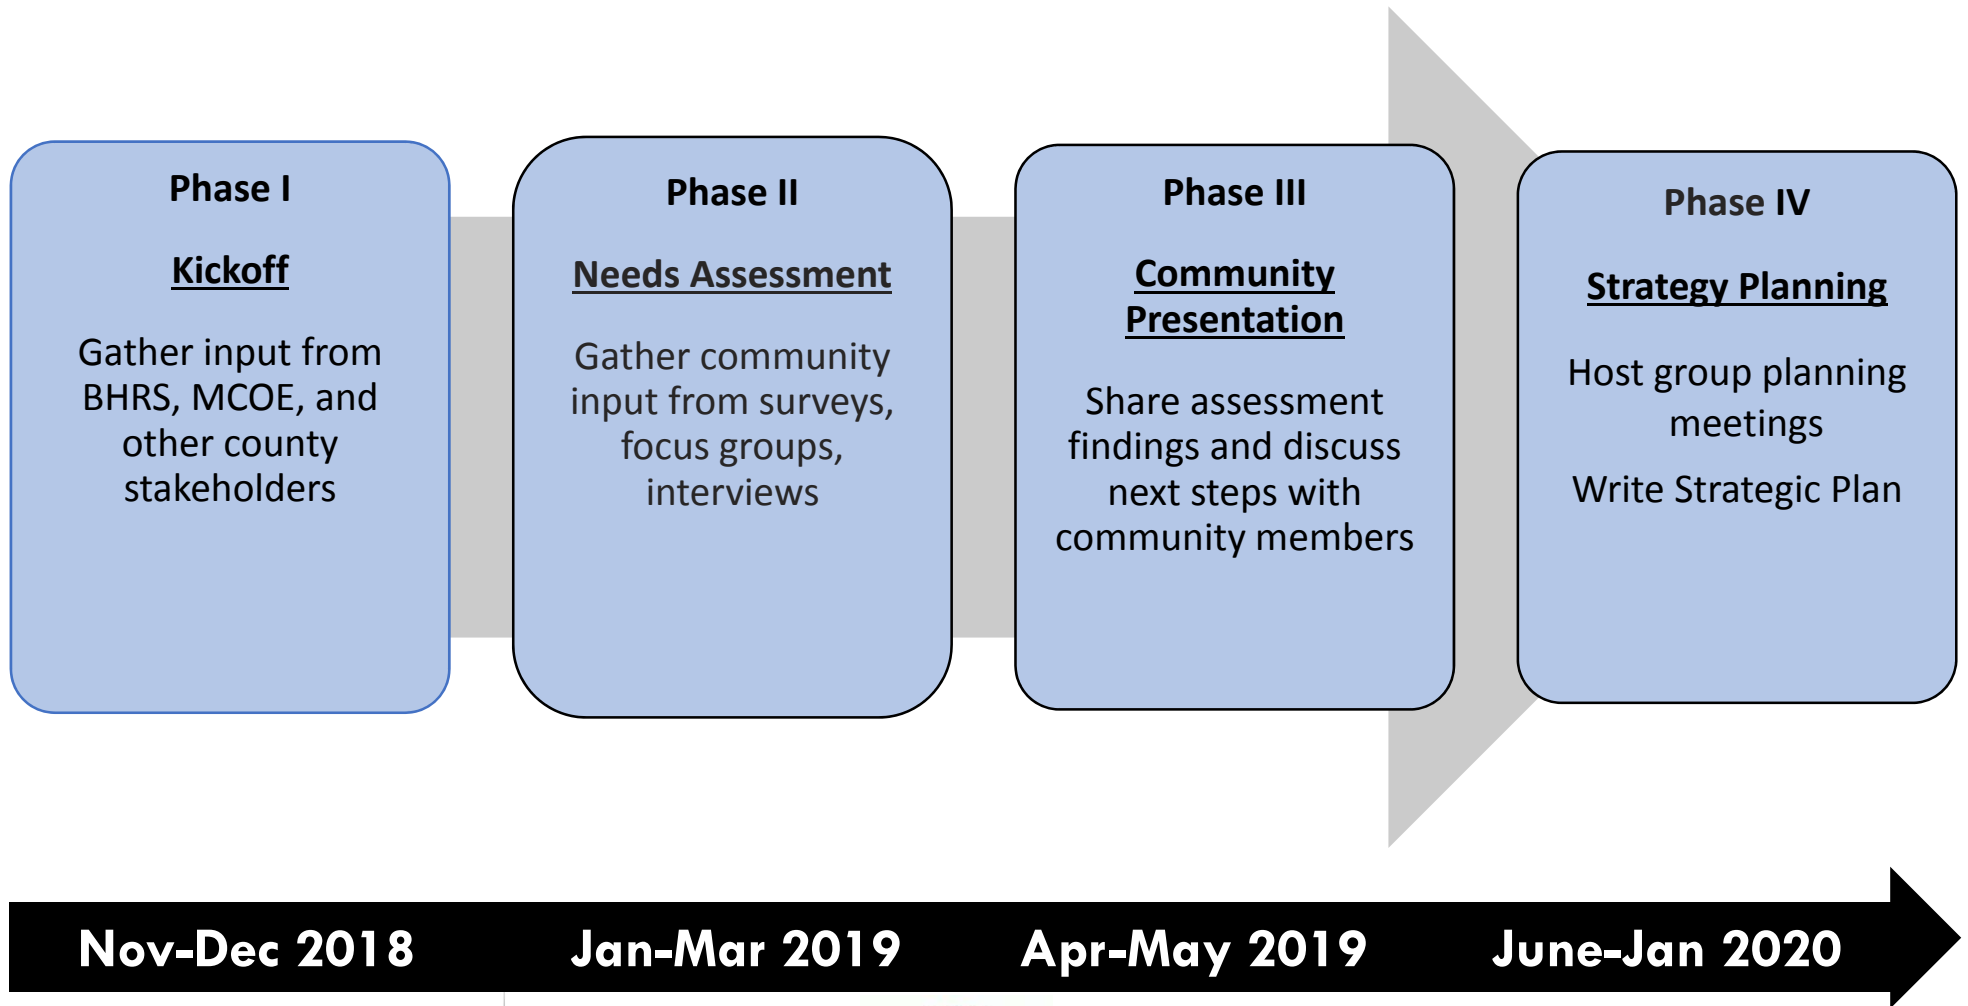 Phase I
Kickoff
Gather input from
BHRS, MCOE, and
other county
stakeholders
Phase II
Needs Assessment
Gather community
input from surveys,
focus groups,
interviews
Phase III
Community
Presentation
Share assessment
findings and discuss
next steps with
community members
Phase IV
Strategy Planning
Host group planning
meetings
Write Strategic Plan
Nov-Dec 2018
Jan-Mar 2019
Apr-May 2019
June-Jan 2020